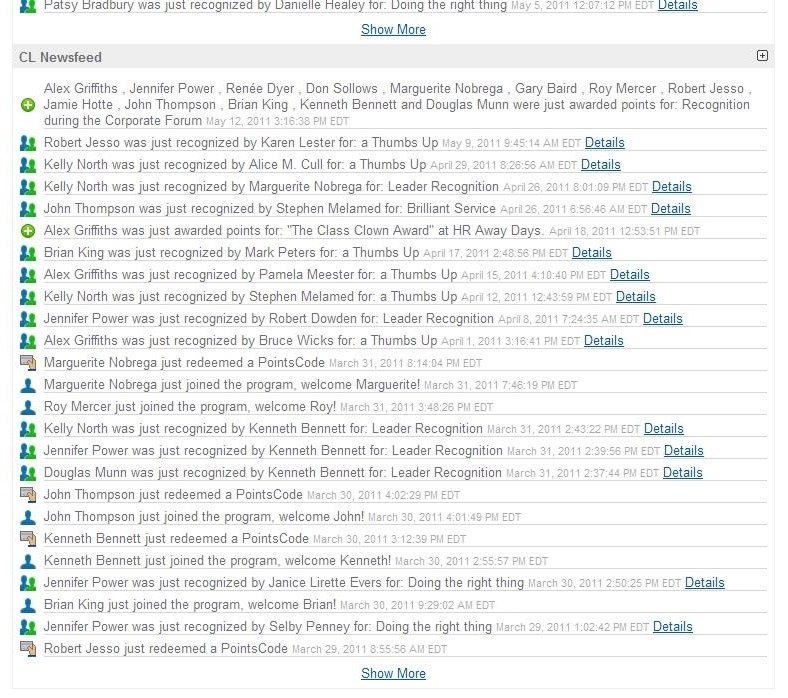 Patsy Bradbury was just recognized by Danielle Healey for: Doing the right thing May 5, 2011 12:07:12 PM EDT Details
Show More
CL Newsfeed
Alex Griffiths , Jennifer Power , Renée Dyer , Don Sollows , Marguerite Nobrega , Gary Baird , Roy Mercer , Robert Jesso ,
Jamie Hotte , John Thompson , Brian King , Kenneth Bennett and Douglas Munn were just awarded points for: Recognition
during the Corporate Forum May 12, 2011 3:16:38 PM EDT
Robert Jesso was just recognized by Karen Lester for: a Thumbs Up May 9, 2011 9:45:14 AM EDT Details
Kelly North was just recognized by Alice M. Cull for: a Thumbs Up April 29, 2011 8:26:56 AM EDT Details
Kelly North was just recognized by Marguerite Nobrega for: Leader Recognition April 26, 2011 8:01:09 PM EDT Details
John Thompson was just recognized by Stephen Melamed for: Brilliant Service April 26, 2011 6:56:46 AM EDT Details
Alex Griffiths was just awarded points for: "The Class Clown Award" at HR Away Days. April 18, 2011 12:53:51 PM EDT
Brian King was just recognized by Mark Peters for: a Thumbs Up April 17, 2011 2:48:56 PM EDT Details
Alex Griffiths was just recognized by Pamela Meester for: a Thumbs Up April 15, 2011 4:10:40 PM EDT Details
Kelly North was just recognized by Stephen Melamed for: a Thumbs Up April 12, 2011 12:43:59 PM EDT Details
Jennifer Power was just recognized by Robert Dowden for: Leader Recognition April 8, 2011 7:24:35 AM EDT Details
Alex Griffiths was just recognized by Bruce Wicks for: a Thumbs Up April 1, 2011 3:16:41 PM EDT Details
Marguerite Nobrega just redeemed a PointsCode March 31, 2011 8:14:04 PM EDT
Marguerite Nobrega just joined the program, welcome Marguerite! March 31, 2011 7:46:19 PM EDT
Roy Mercer just joined the program, welcome Roy! March 31, 2011 3:48:26 PM EDT
Kelly North was just recognized by Kenneth Bennett for: Leader Recognition March 31, 2011 2:43:22 PM EDT Details
Jennifer Power was just recognized by Kenneth Bennett for: Leader Recognition March 31, 2011 2:39:56 PM EDT Details
Douglas Munn was just recognized by Kenneth Bennett for: Leader Recognition March 31, 2011 2:37:44 PM EDT Details
John Thompson just redeemed a PointsCode March 30, 2011 4:02:29 PM EDT
John Thompson just joined the program, welcome John! March 30, 2011 4:01:49 PM EDT
Kenneth Bennett just redeemed a PointsCode March 30, 2011 3:12:39 PM EDT
Kenneth Bennett just joined the program, welcome Kenneth! March 30, 2011 2:55:57 PM EDT
Jennifer Power was just recognized by Janice Lirette Evers for: Doing the right thing March 30, 2011 2:50:25 PM EDT Details
Brian King just joined the program, welcome Brian! March 30, 2011 9:29:02 AM EDT
Jennifer Power was just recognized by Selby Penney for: Doing the right thing March 29, 2011 1:02:42 PM EDT Details
Robert Jesso just redeemed a PointsCode March 29, 2011 8:55:56 AM EDT
Show More